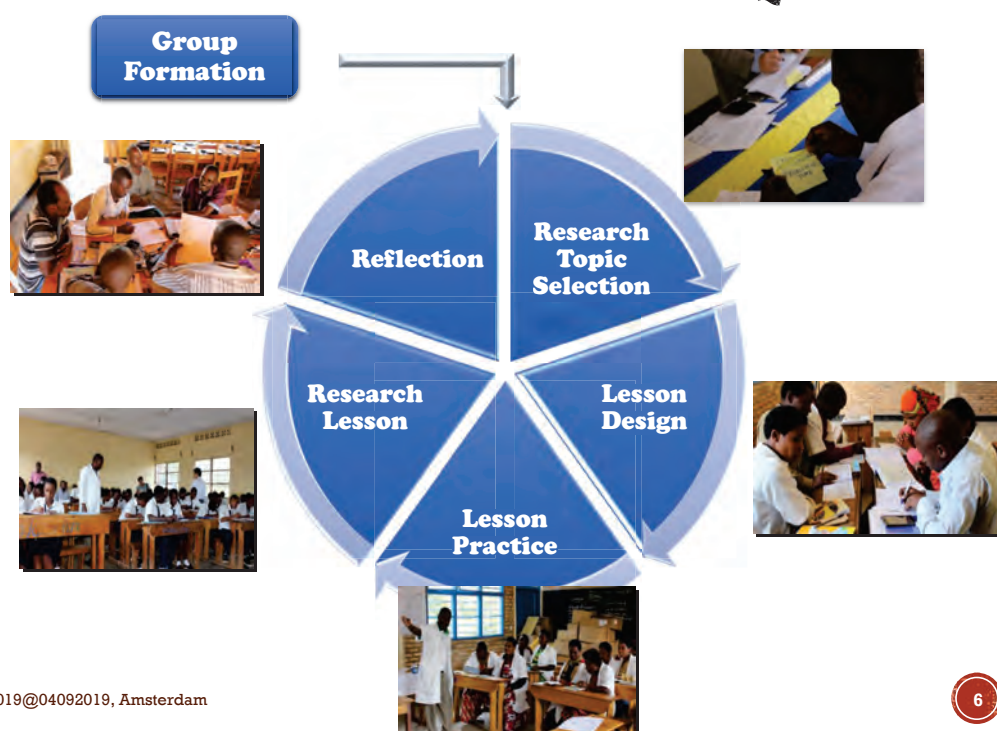 Group
Formation
Research
Topic
Selection
Lesson
Design
Lesson
Practice
Research
Lesson
Reflection
019@04092019, Amsterdam
6